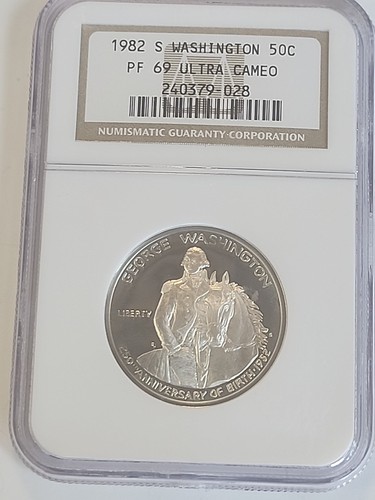 1982 S WASHINGTON 50C
PF 69 ULTRA CAMEO
240379-028
NUMISMATIC GUARANTY CORPORATION
GEORGE WASHINGTON
LIBERTY
250TH ANNIVERSARY OF BIRTH 1982
S